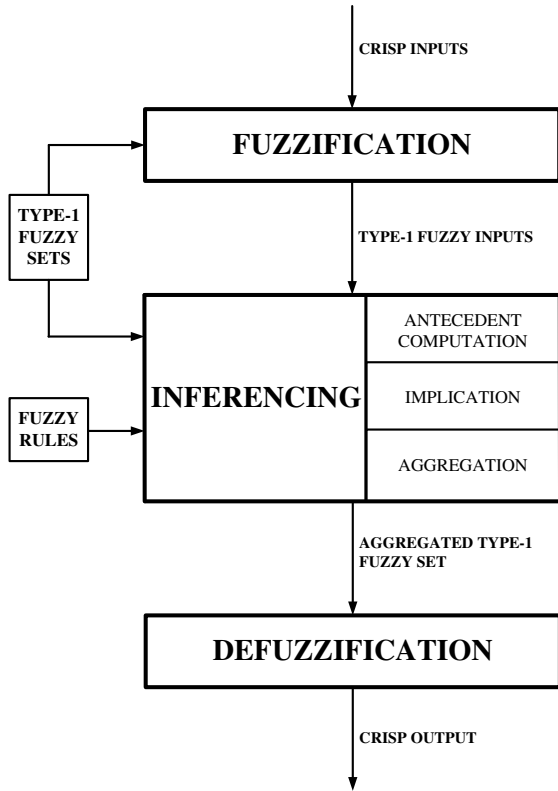 CRISP INPUTS
FUZZIFICATION
TYPE-1
FUZZY
SETS
TYPE-1 FUZZY INPUTS
ANTECEDENT
COMPUTATION
INFERENCING
IMPLICATION
FUZZY
RULES
AGGREGATION
AGGREGATED TYPE-1
FUZZY SET
DEFUZZIFICATION
CRISP OUTPUT